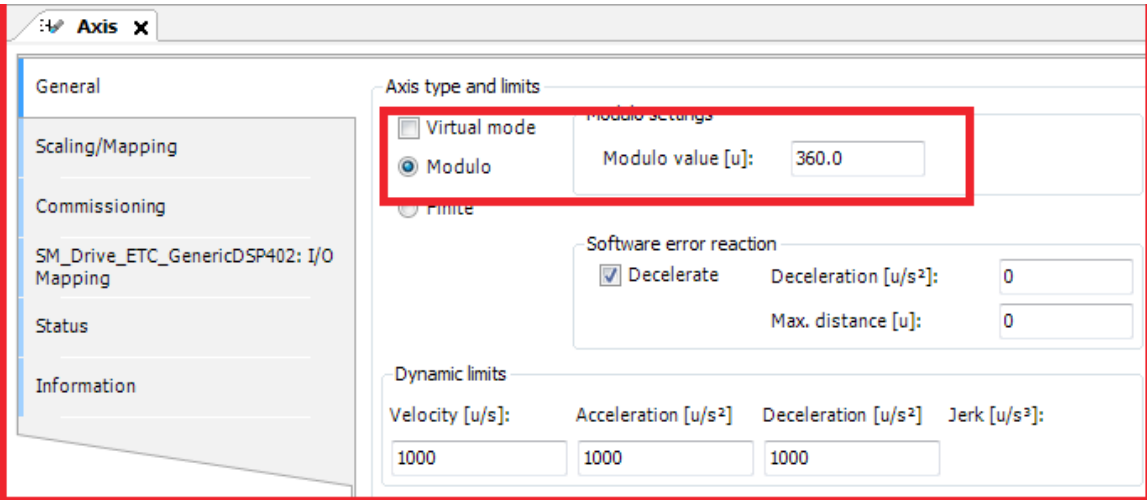 Axis X
General
Axis type and limits
Virtual mode
Modulo settings
Scaling/Mapping
Modulo
Modulo value [u]: 360.0
Commissioning
Finite
SM_Drive_ETC_GenericDSP402: I/O
Mapping
Software error reaction
Decelerate
Deceleration [u/s²]: 0
Status
Max. distance [u]: 0
Information
Dynamic limits
Velocity [u/s]: Acceleration [u/s²] Deceleration [u/s²] Jerk [u/s³]:
1000 1000 1000